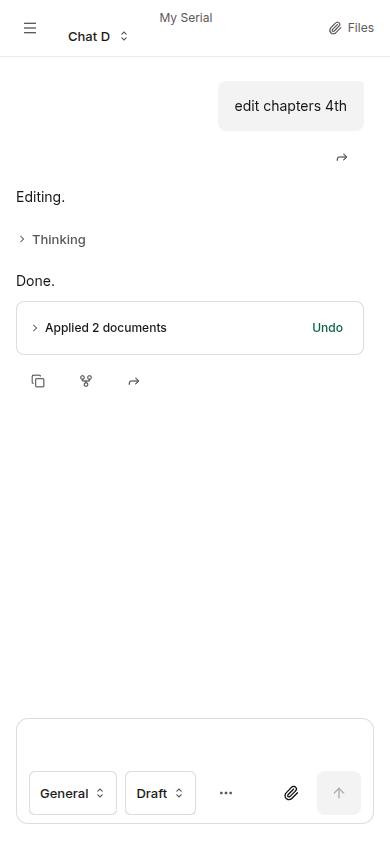 My Serial
Chat D
Files
edit chapters 4th
Editing.
Thinking
Done.
Applied 2 documents
Undo
General
Draft